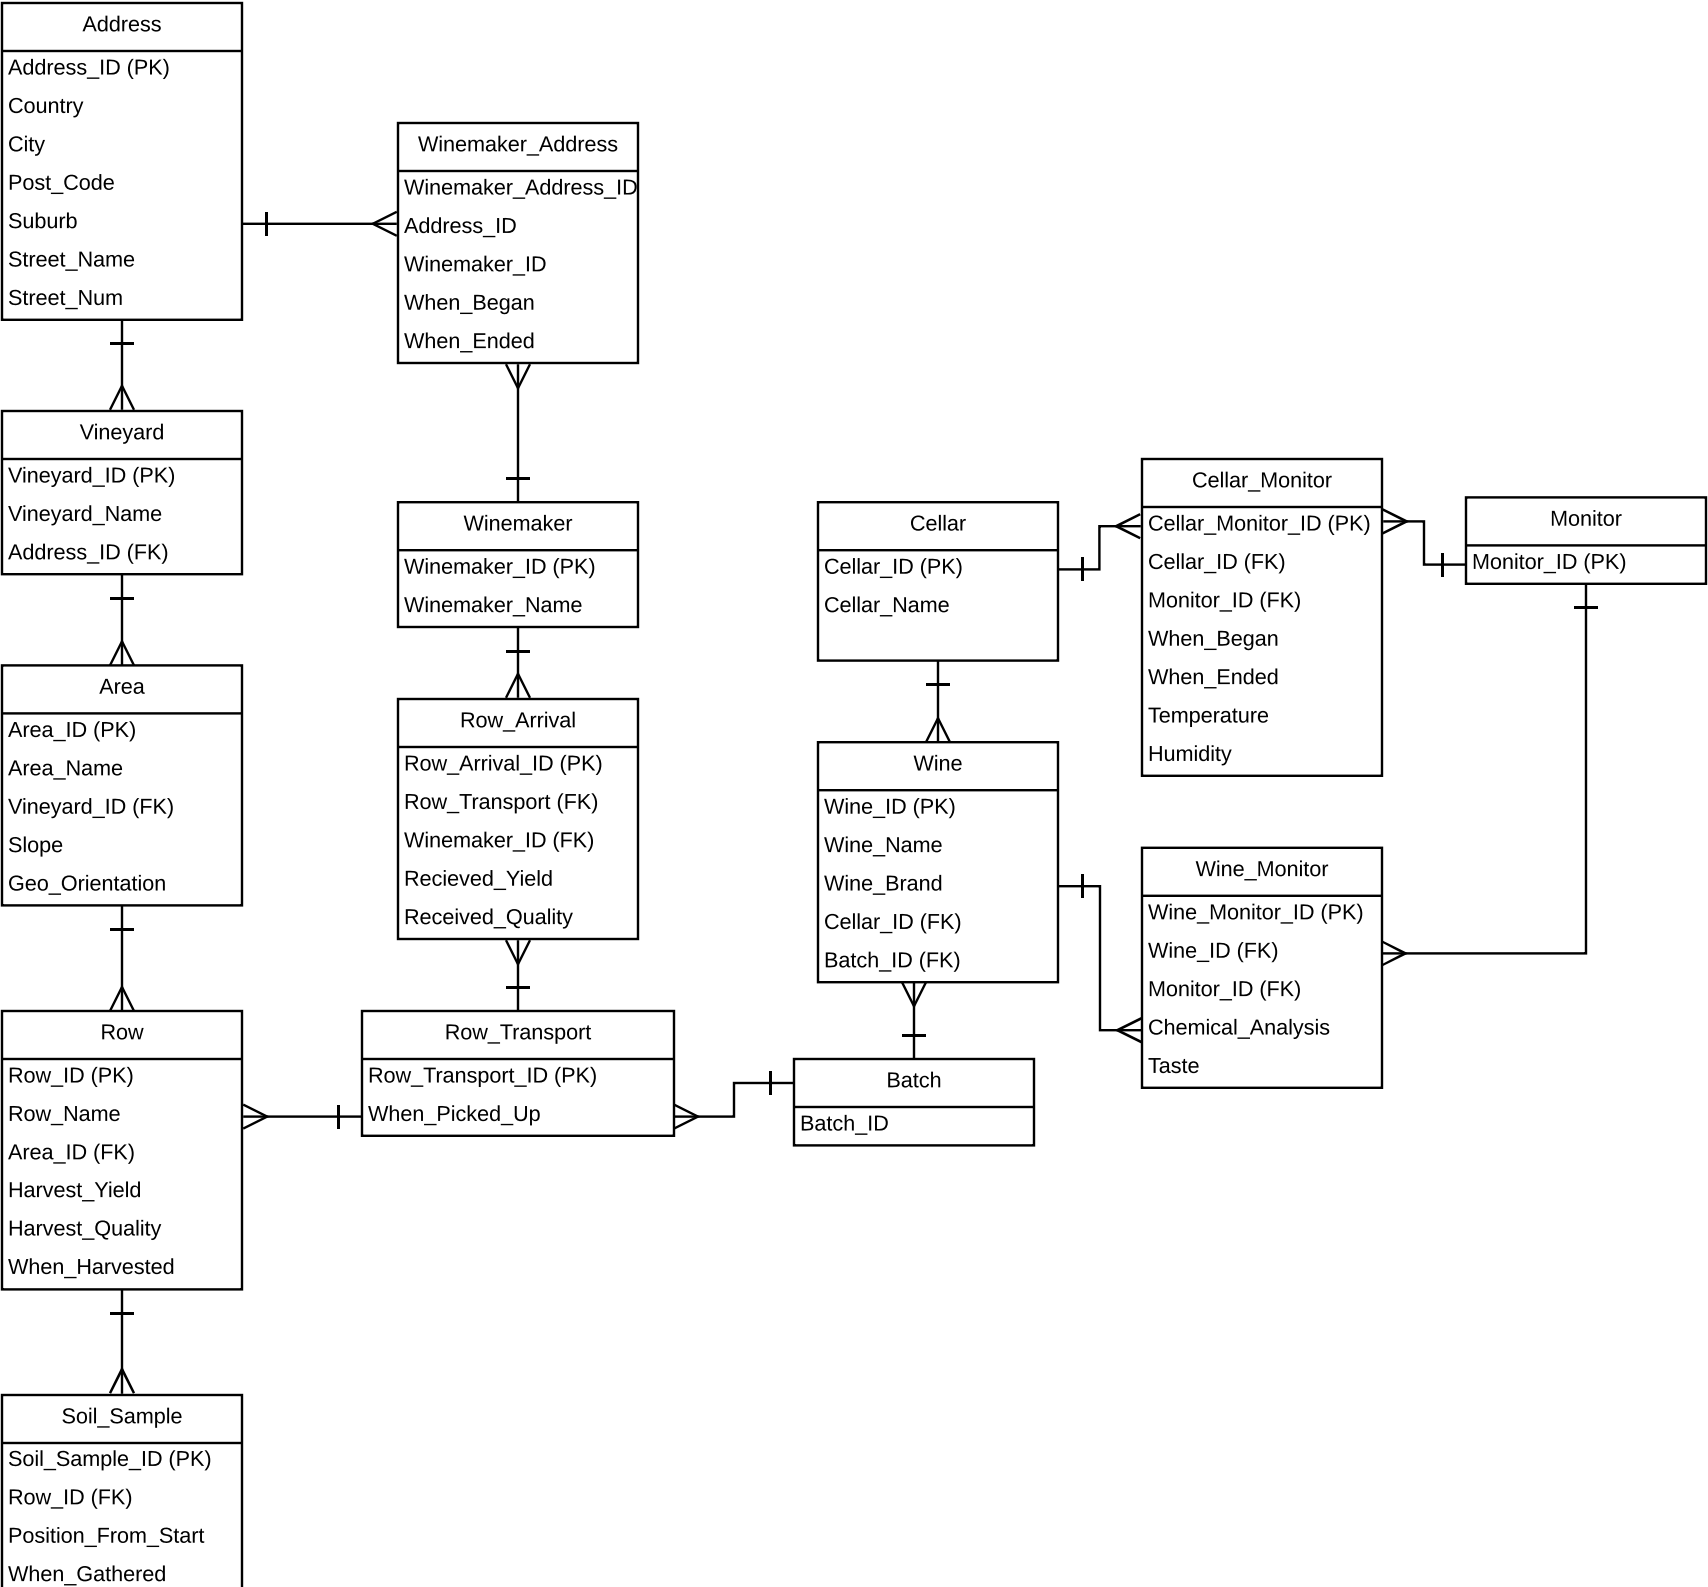 Address
Address_ID (PK)
Country
City
Post_Code
Suburb
Street_Name
Street_Num
Winemaker_Address
Winemaker_Address_ID
Address_ID
Winemaker_ID
When_Began
When_Ended
Vineyard
Vineyard_ID (PK)
Vineyard_Name
Address_ID (FK)
Winemaker
Winemaker_ID (PK)
Winemaker_Name
Cellar
Cellar_ID (PK)
Cellar_Name
Cellar_Monitor
Cellar_Monitor_ID (PK)
Cellar_ID (FK)
Monitor_ID (FK)
When_Began
When_Ended
Temperature
Humidity
Monitor
Monitor_ID (PK)
Area
Area_ID (PK)
Area_Name
Vineyard_ID (FK)
Slope
Geo_Orientation
Row_Arrival
Row_Arrival_ID (PK)
Row_Transport (FK)
Winemaker_ID (FK)
Recieved_Yield
Received_Quality
Wine
Wine_ID (PK)
Wine_Name
Wine_Brand
Cellar_ID (FK)
Batch_ID (FK)
Wine_Monitor
Wine_Monitor_ID (PK)
Wine_ID (FK)
Monitor_ID (FK)
Chemical_Analysis
Taste
Row
Row_ID (PK)
Row_Name
Area_ID (FK)
Harvest_Yield
Harvest_Quality
When_Harvested
Row_Transport
Row_Transport_ID (PK)
When_Picked_Up
Batch
Batch_ID
Soil_Sample
Soil_Sample_ID (PK)
Row_ID (FK)
Position_From_Start
When_Gathered